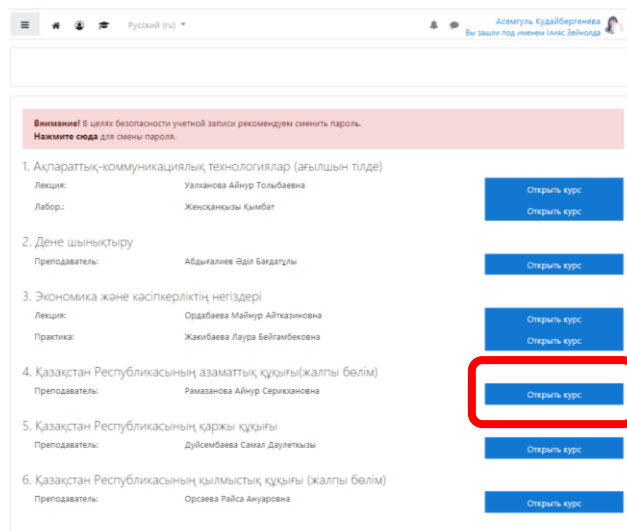 Русский (ru)
Асемгуль Кудайбергенева
Вы зашли под именем Ілияс Зейнолда
Внимание! В целях безопасности учетной записи рекомендуем сменить пароль.
Нажмите сюда для смены пароля.
1. Ақпараттық-коммуникациялық технологиялар (ағылшын тілде)
Лекция: Уалханова Айнур Толыбаевна Открыть курс
Лабор.: Жеңсқанқызы Қымбат Открыть курс
2. Дене шынықтыру
Преподаватель: Абдығалиев Әділ Бағдатұлы Открыть курс
3. Экономика және кәсіпкерліктің негіздері
Лекция: Ордабаева Майнур Айтказиновна Открыть курс
Практика: Жакибаева Лаура Бейгамбековна Открыть курс
4. Қазақстан Республикасының азаматтық құқығы(жалпы бөлім)
Преподаватель: Рамазанова Айнур Серикхановна Открыть курс
5. Қазақстан Республикасының қаржы құқығы
Преподаватель: Дуйсембаева Самал Даулеткызы Открыть курс
6. Қазақстан Республикасының қылмыстық құқығы (жалпы бөлім)
Преподаватель: Орсаева Райса Ануаровна Открыть курс